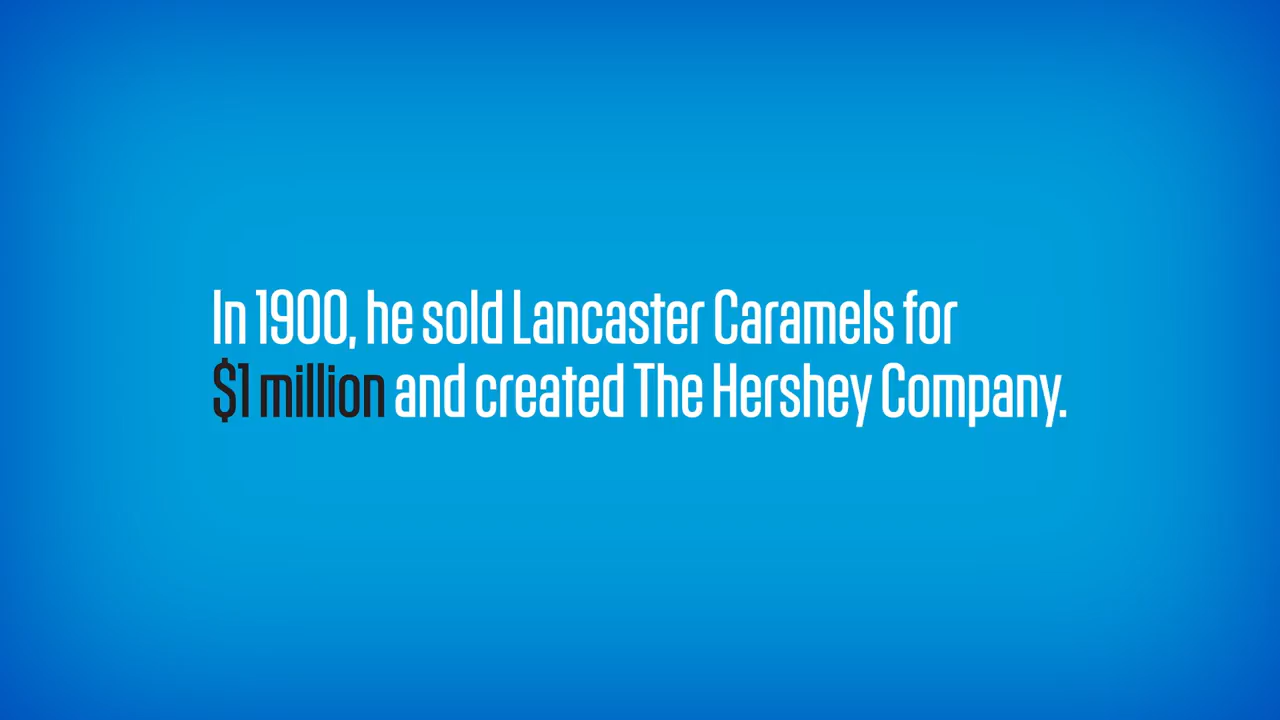 In 1900, he sold Lancaster Caramels for
$1 million and created The Hershey Company.